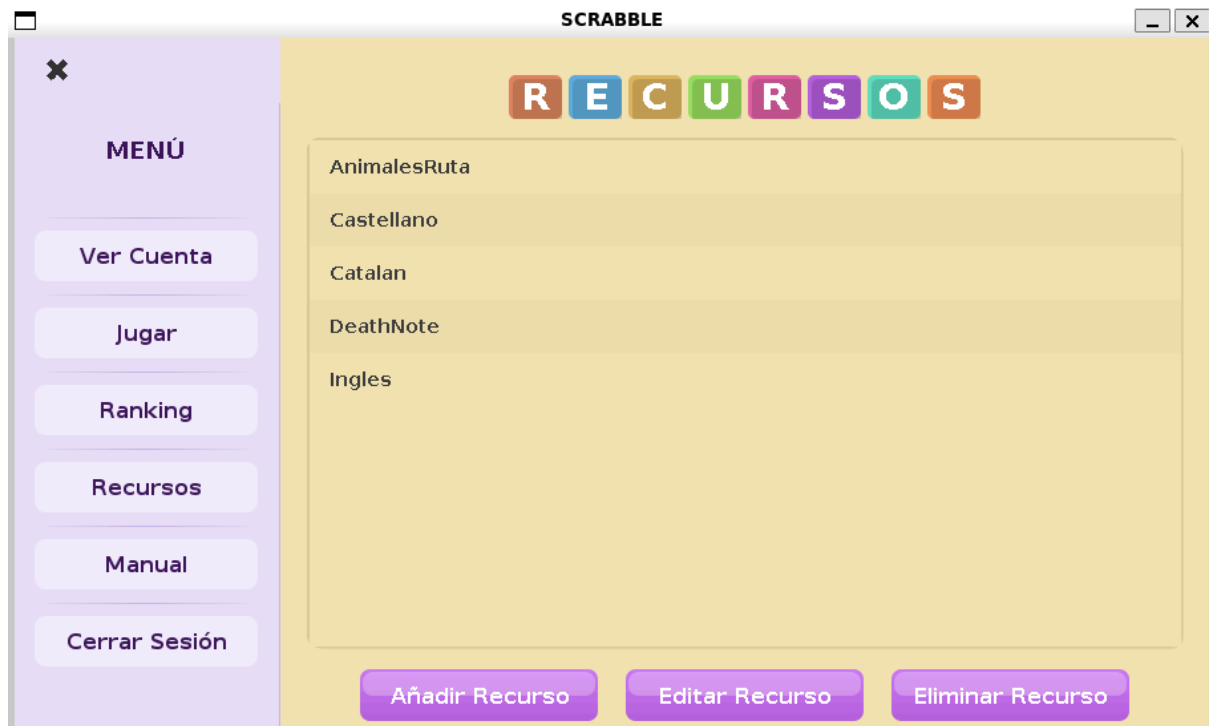 SCRABBLE
MENÚ
Ver Cuenta
Jugar
Ranking
Recursos
Manual
Cerrar Sesión
RECURSOS
AnimalesRuta
Castellano
Catalan
DeathNote
Ingles
Añadir Recurso
Editar Recurso
Eliminar Recurso